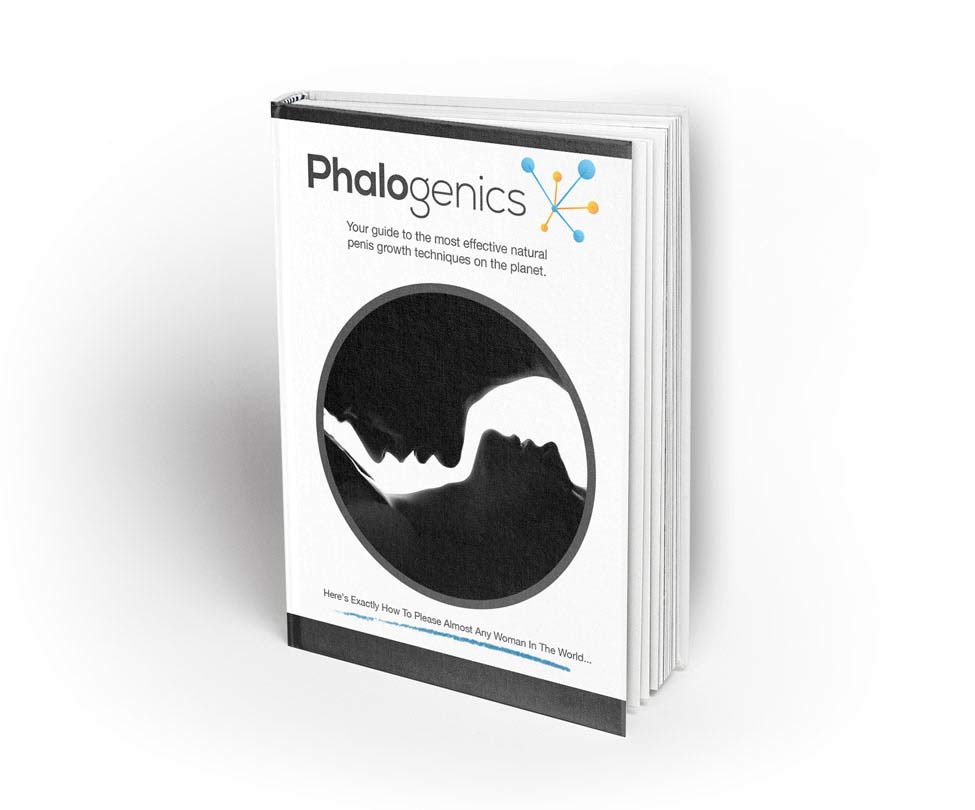 Phalogenics
Your guide to the most effective natural
penis growth techniques on the planet.
Here's Exactly How To Please Almost Any Woman In The World...